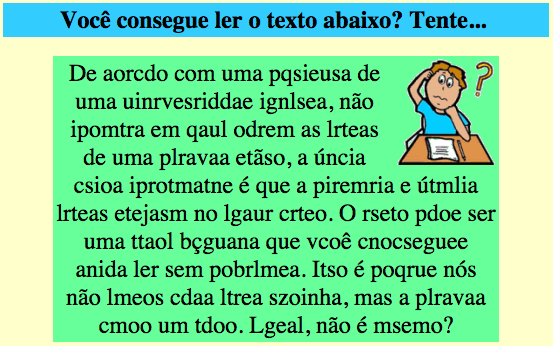 Você consegue ler o texto abaixo? Tente...
De aorcdo com uma pqsieusa de
uma uinrvesriddae ignlsea, não
ipomtra em qaul odrem as lrteas
de uma plravaa etãso, a úncia
csioa iprotmatne é que a piremria e útmlia
lrteas etejasm no lgaur crteo. O rseto pdoe ser
uma ttaol bçguana que vcoê cnocseguee
anida ler sem pobrlmea. Itso é poqrue nós
não lmeos cdaa ltrea szoinha, mas a plravaa
cmoo um tdoo. Lgeal, não é msemo?